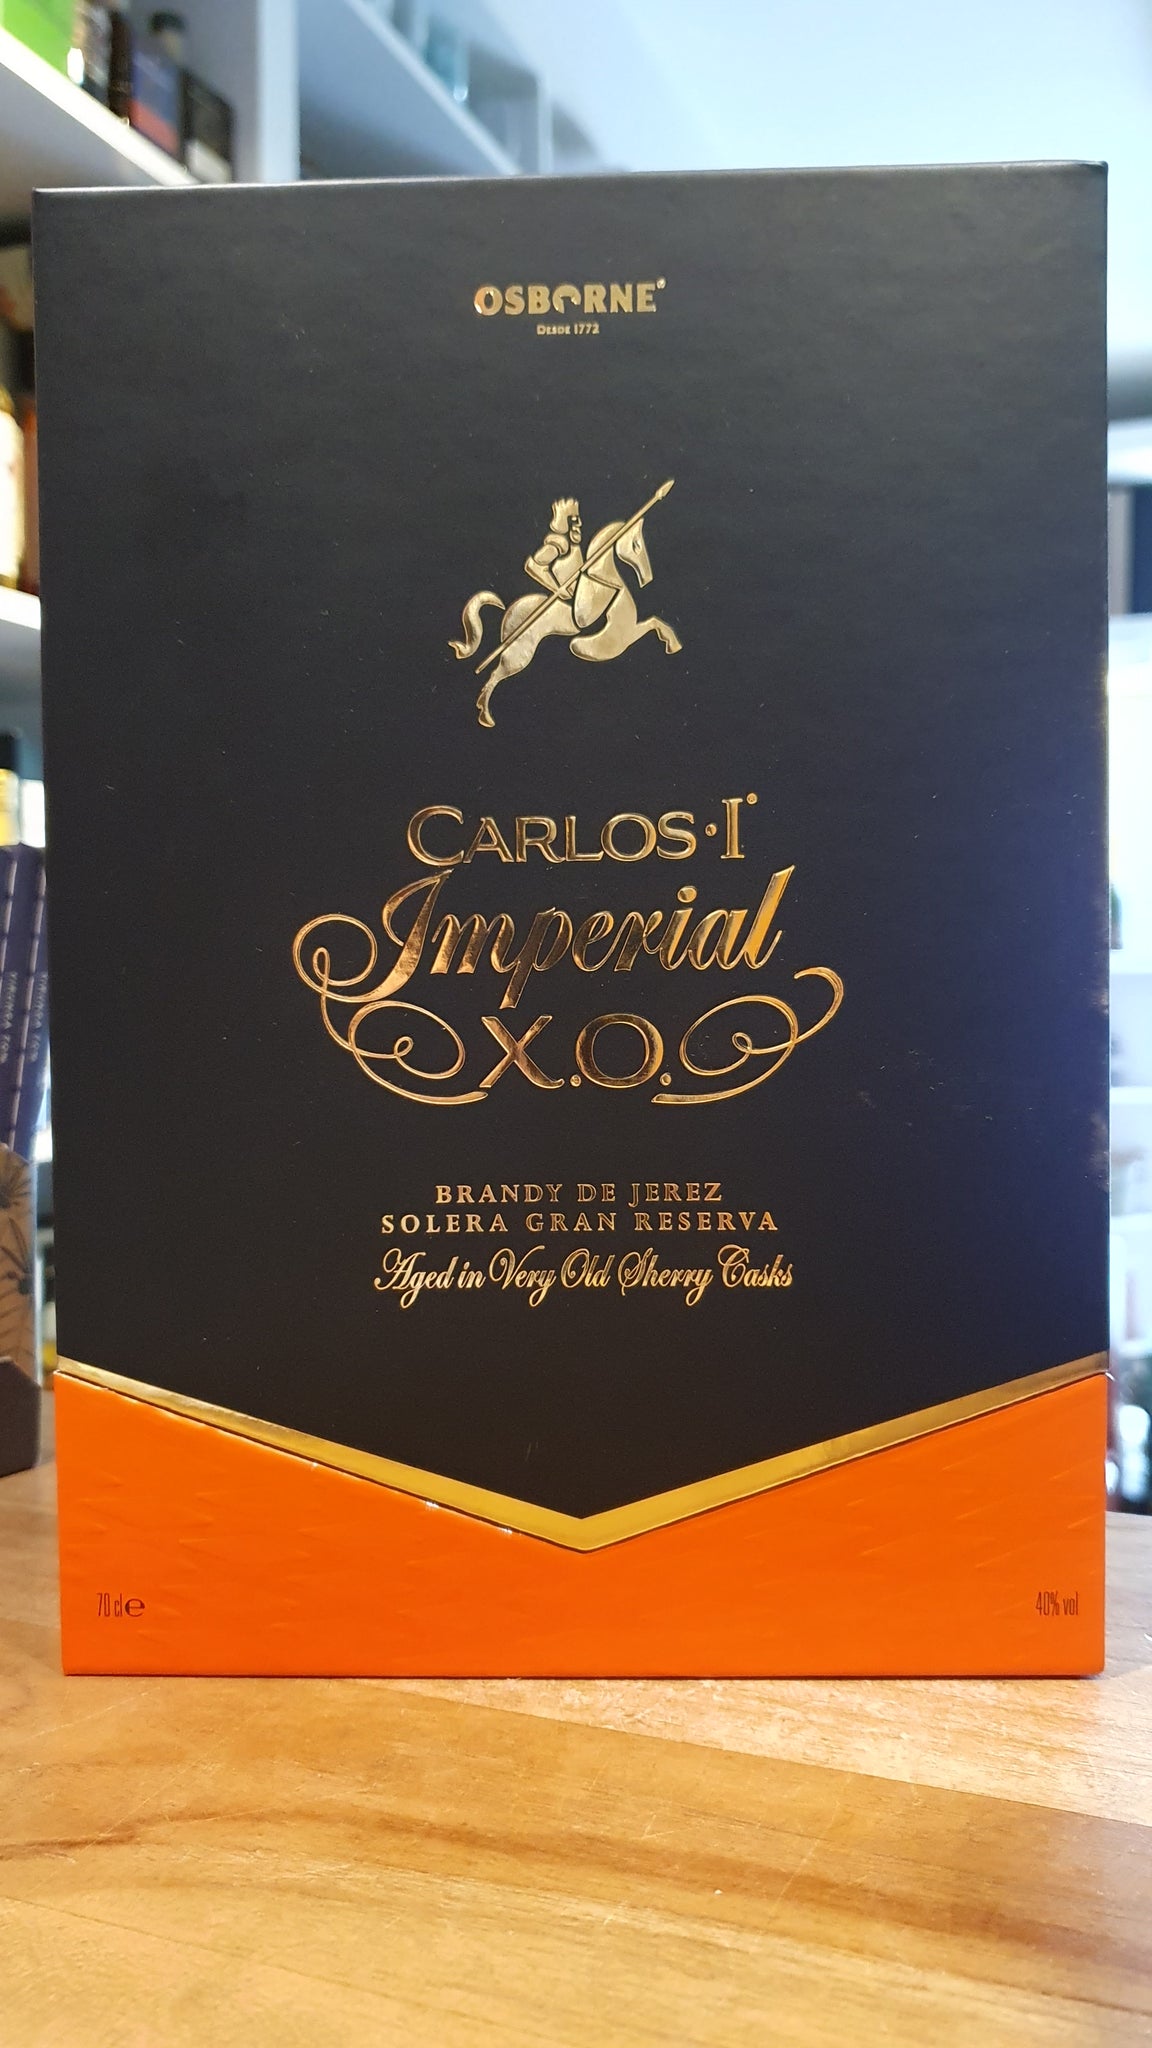 OSBORNE®
DESDE 1772
CARLOS·I®
Imperial
X.O.
BRANDY DE JEREZ
SOLERA GRAN RESERVA
Aged in Very Old Sherry Casks
70 cl ℮
40% vol